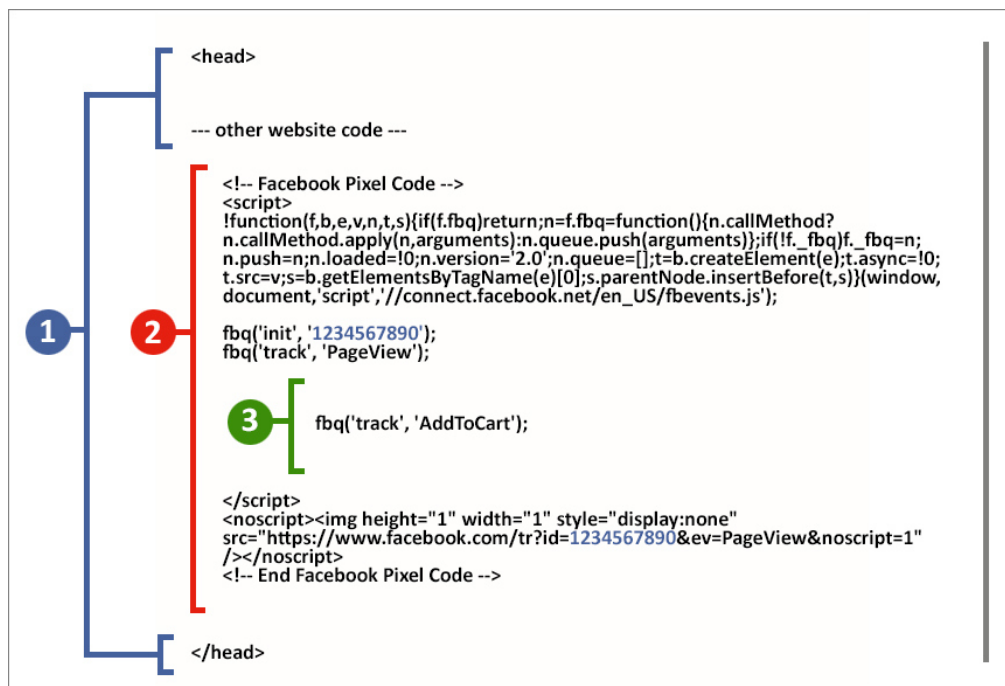 <head>
--- other website code ---
<!-- Facebook Pixel Code -->
<script>
!function(f,b,e,v,n,t,s){if(f.fbq)return;n=f.fbq=function(){n.callMethod?
n.callMethod.apply(n,arguments):n.queue.push(arguments)};if(!f._fbq)f._fbq=n;
n.push=n;n.loaded=!0;n.version='2.0';n.queue=[];t=b.createElement(e);t.async=!0;
t.src=v;s=b.getElementsByTagName(e)[0];s.parentNode.insertBefore(t,s)}(window,
document,'script','//connect.facebook.net/en_US/fbevents.js');
1
2
fbq('init', '1234567890');
fbq('track', 'PageView');
3
fbq('track', 'AddToCart');
</script>
<noscript><img height="1" width="1" style="display:none"
src="https://www.facebook.com/tr?id=1234567890&ev=PageView&noscript=1"
/></noscript>
<!-- End Facebook Pixel Code -->
</head>